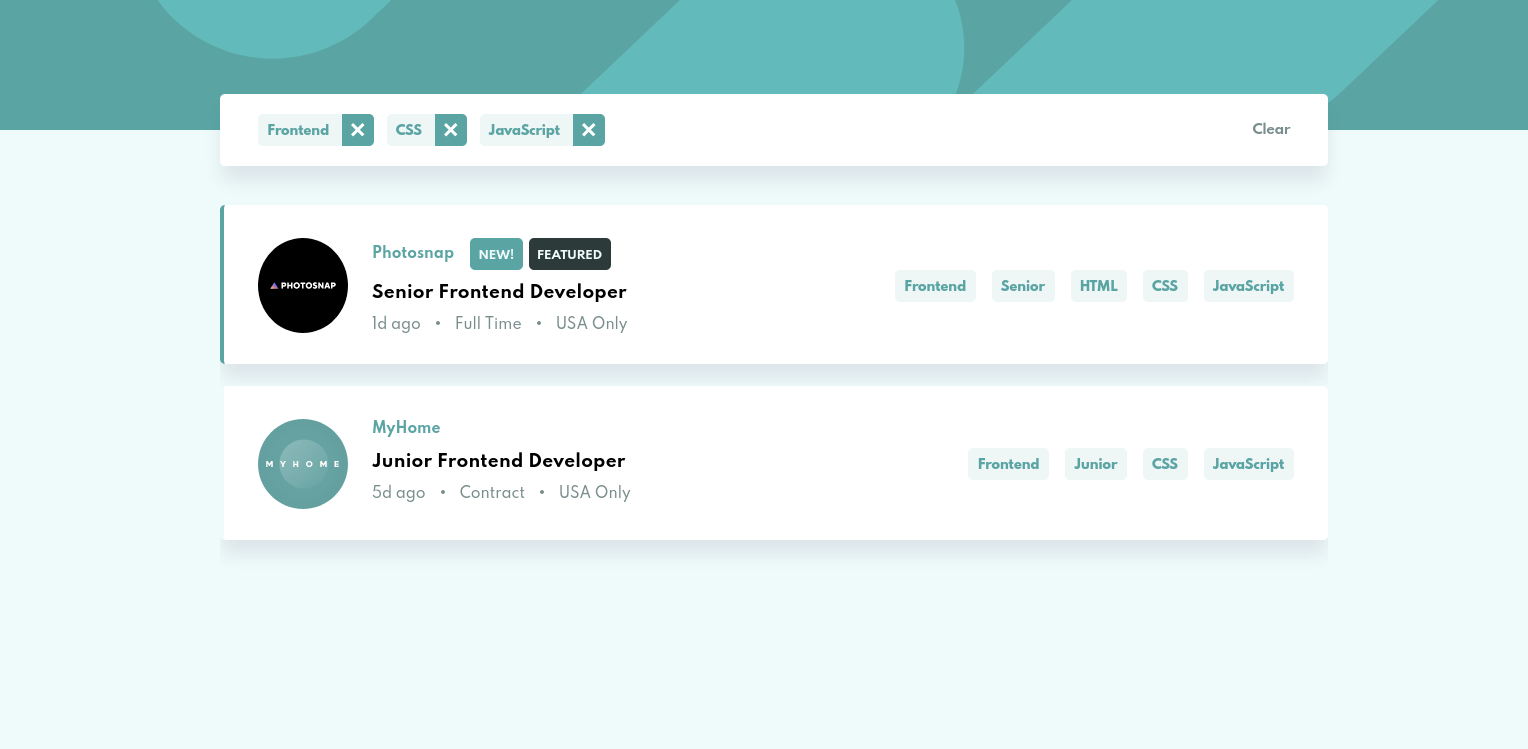 Frontend CSS JavaScript Clear
Photosnap NEW! FEATURED
PHOTOSNAP
Senior Frontend Developer
1d ago • Full Time • USA Only
Frontend Senior HTML CSS JavaScript
MyHome
MYHOME
Junior Frontend Developer
5d ago • Contract • USA Only
Frontend Junior CSS JavaScript